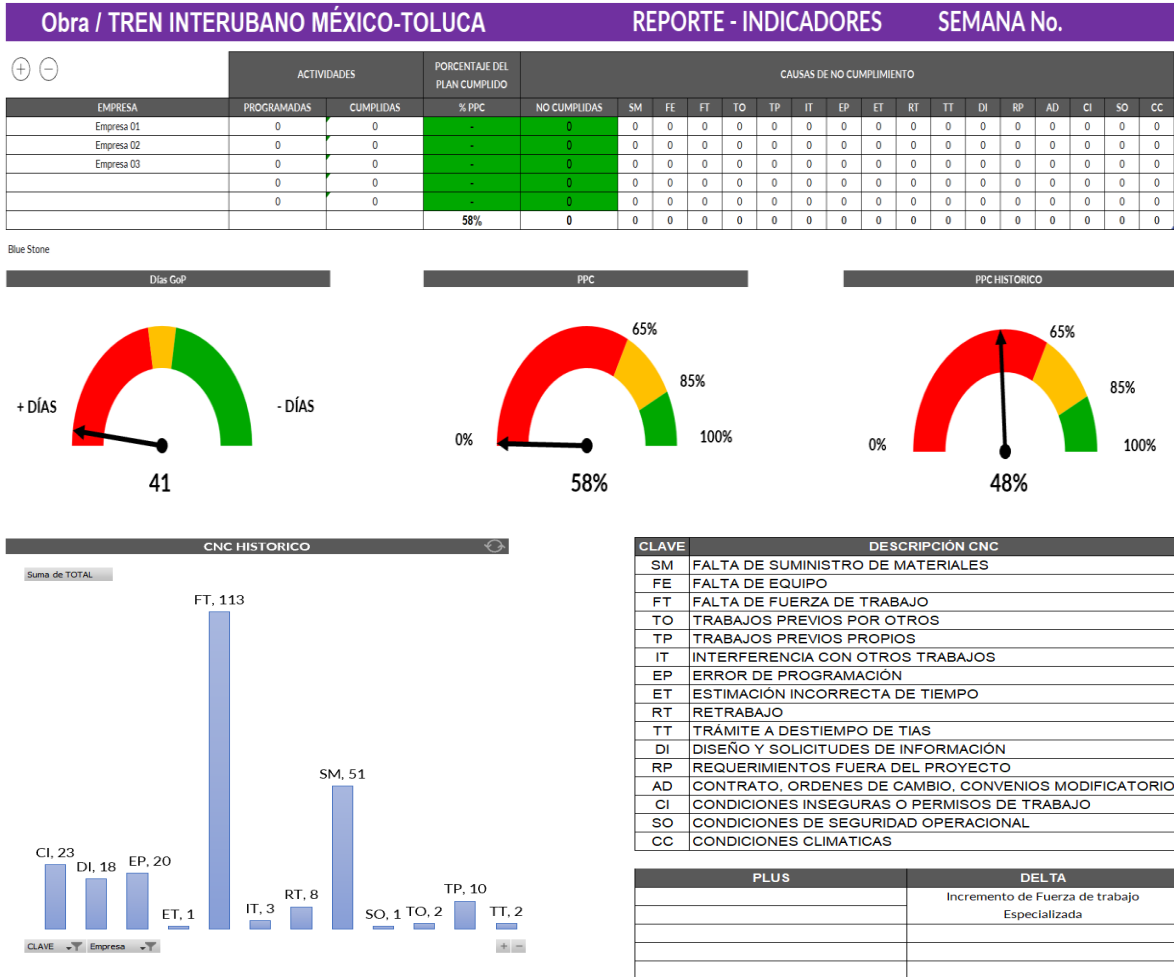 Obra / TREN INTERUBANO MÉXICO-TOLUCA REPORTE - INDICADORES SEMANA No.
ACTIVIDADES PORCENTAJE DEL PLAN CUMPLIDO CAUSAS DE NO CUMPLIMIENTO
EMPRESA PROGRAMADAS CUMPLIDAS % PPC NO CUMPLIDAS SM FE FT TO TP IT EP ET RT TT DI RP AD CI SO CC
Empresa 01 0 0 - 0 0 0 0 0 0 0 0 0 0 0 0 0 0 0 0 0
Empresa 02 0 0 - 0 0 0 0 0 0 0 0 0 0 0 0 0 0 0 0 0
Empresa 03 0 0 - 0 0 0 0 0 0 0 0 0 0 0 0 0 0 0 0 0
0 0 - 0 0 0 0 0 0 0 0 0 0 0 0 0 0 0 0 0
0 0 - 0 0 0 0 0 0 0 0 0 0 0 0 0 0 0 0 0
58% 0 0 0 0 0 0 0 0 0 0 0 0 0 0 0 0 0
Blue Stone
Días GoP
+ DÍAS
- DÍAS
41
PPC
0%
65%
85%
100%
58%
PPC HISTORICO
0%
65%
85%
100%
48%
CNC HISTORICO
Suma de TOTAL
CI, 23
DI, 18
EP, 20
ET, 1
FT, 113
IT, 3
RT, 8
SM, 51
SO, 1
TO, 2
TP, 10
TT, 2
CLAVE Empresa
+ −
CLAVE DESCRIPCIÓN CNC
SM FALTA DE SUMINISTRO DE MATERIALES
FE FALTA DE EQUIPO
FT FALTA DE FUERZA DE TRABAJO
TO TRABAJOS PREVIOS POR OTROS
TP TRABAJOS PREVIOS PROPIOS
IT INTERFERENCIA CON OTROS TRABAJOS
EP ERROR DE PROGRAMACIÓN
ET ESTIMACIÓN INCORRECTA DE TIEMPO
RT RETRABAJO
TT TRÁMITE A DESTIEMPO DE TIAS
DI DISEÑO Y SOLICITUDES DE INFORMACIÓN
RP REQUERIMIENTOS FUERA DEL PROYECTO
AD CONTRATO, ORDENES DE CAMBIO, CONVENIOS MODIFICATORIO
CI CONDICIONES INSEGURAS O PERMISOS DE TRABAJO
SO CONDICIONES DE SEGURIDAD OPERACIONAL
CC CONDICIONES CLIMATICAS
PLUS DELTA
Incremento de Fuerza de trabajo
Especializada